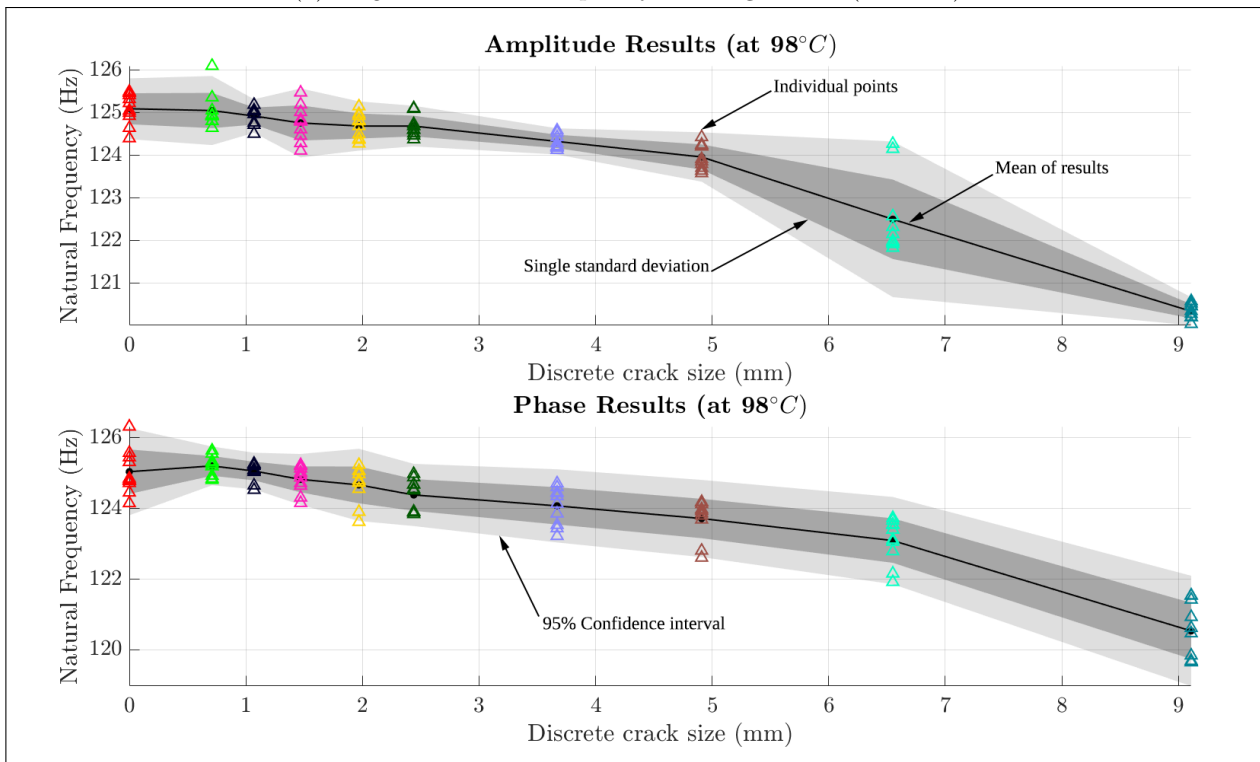 Amplitude Results (at 98°C)
Natural Frequency (Hz)
126
125
124
123
122
121
Individual points
Mean of results
Single standard deviation
0 1 2 3 4 5 6 7 8 9
Discrete crack size (mm)
Phase Results (at 98°C)
Natural Frequency (Hz)
126
124
122
120
95% Confidence interval
0 1 2 3 4 5 6 7 8 9
Discrete crack size (mm)